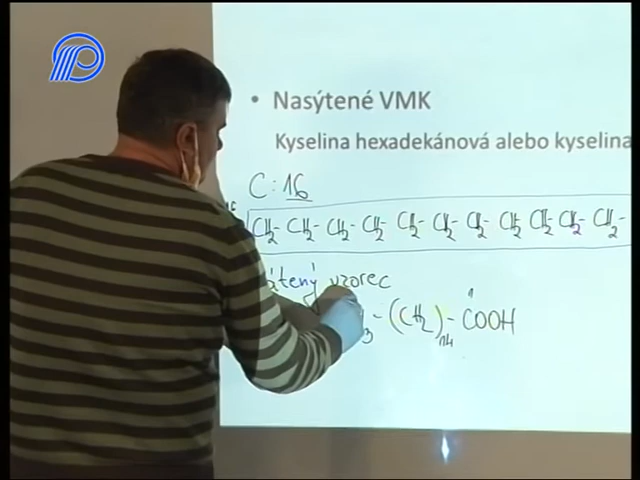 • Nasýtené VMK
Kyselina hexadekánová alebo kyselina
C: 16
CH2- CH2- CH2- CH2- CH2- CH2- CH2- CH2 CH2- CH2- CH2-
vzorec
3 - (CH2)14 - COOH